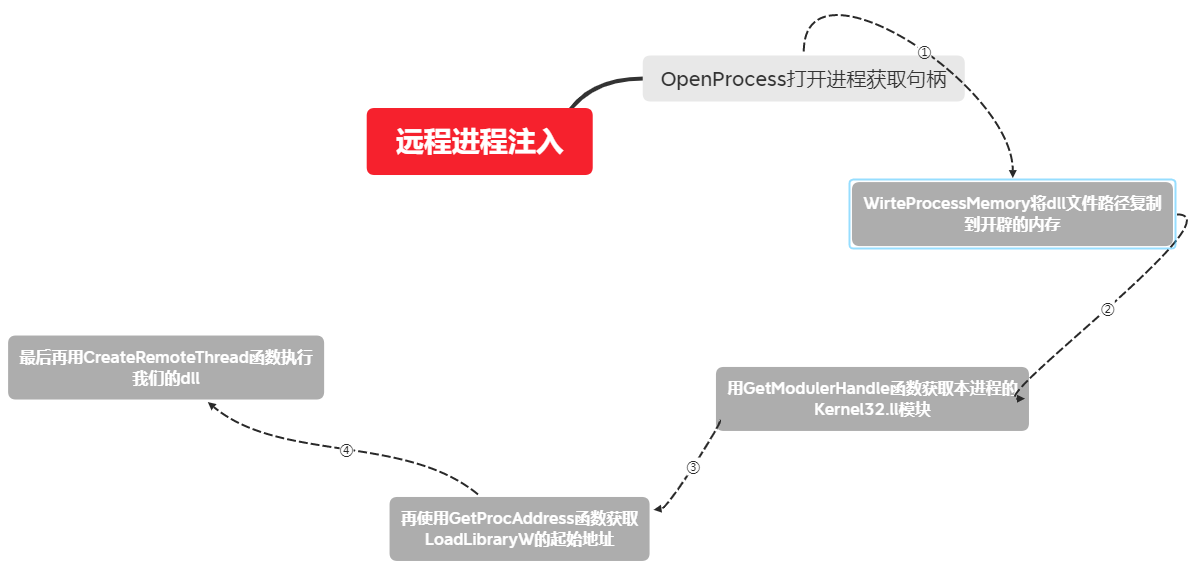 远程进程注入
OpenProcess打开进程获取句柄
①
WirteProcessMemory将dll文件路径复制
到开辟的内存
②
用GetModulerHandle函数获取本进程的
Kernel32.ll模块
③
再使用GetProcAddress函数获取
LoadLibraryW的起始地址
④
最后再用CreateRemoteThread函数执行
我们的dll